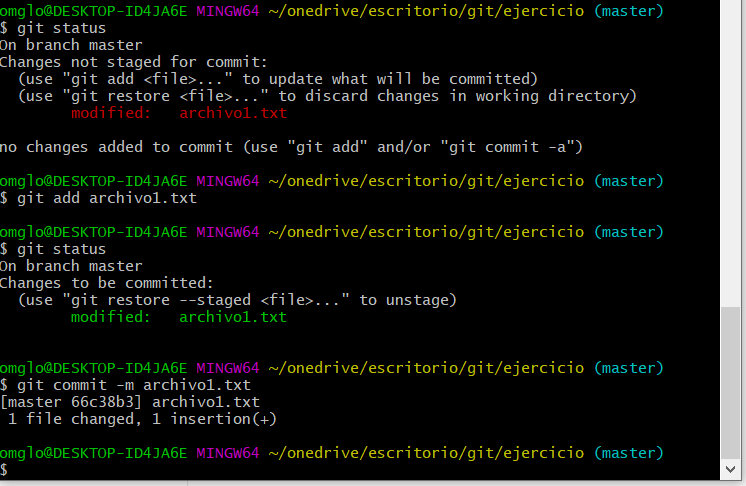 omglo@DESKTOP-ID4JA6E MINGW64 ~/onedrive/escritorio/git/ejercicio (master)
$ git status
On branch master
Changes not staged for commit:
  (use "git add <file>..." to update what will be committed)
  (use "git restore <file>..." to discard changes in working directory)
        modified:   archivo1.txt

no changes added to commit (use "git add" and/or "git commit -a")

omglo@DESKTOP-ID4JA6E MINGW64 ~/onedrive/escritorio/git/ejercicio (master)
$ git add archivo1.txt

omglo@DESKTOP-ID4JA6E MINGW64 ~/onedrive/escritorio/git/ejercicio (master)
$ git status
On branch master
Changes to be committed:
  (use "git restore --staged <file>..." to unstage)
        modified:   archivo1.txt


omglo@DESKTOP-ID4JA6E MINGW64 ~/onedrive/escritorio/git/ejercicio (master)
$ git commit -m archivo1.txt
[master 66c38b3] archivo1.txt
 1 file changed, 1 insertion(+)

omglo@DESKTOP-ID4JA6E MINGW64 ~/onedrive/escritorio/git/ejercicio (master)
$